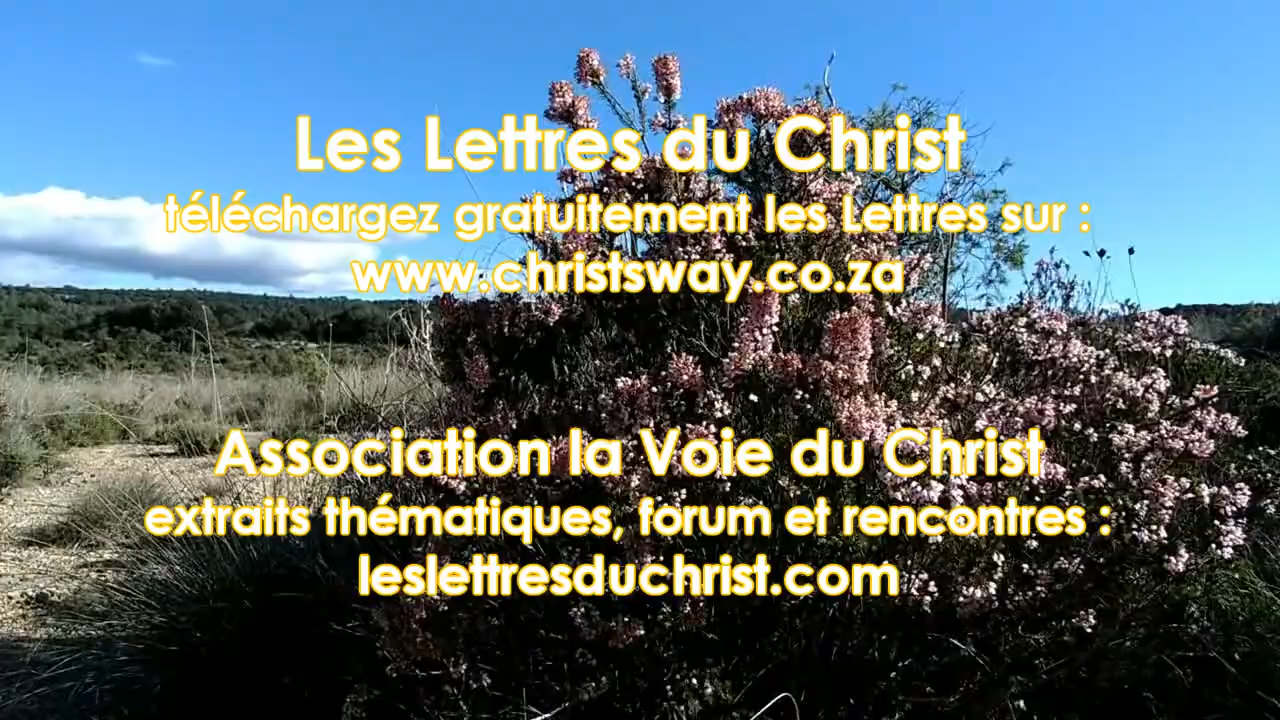 Les Lettres du Christ
téléchargez gratuitement les Lettres sur :
www.christsway.co.za
Association la Voie du Christ
extraits thématiques, forum et rencontres :
leslettresduchrist.com